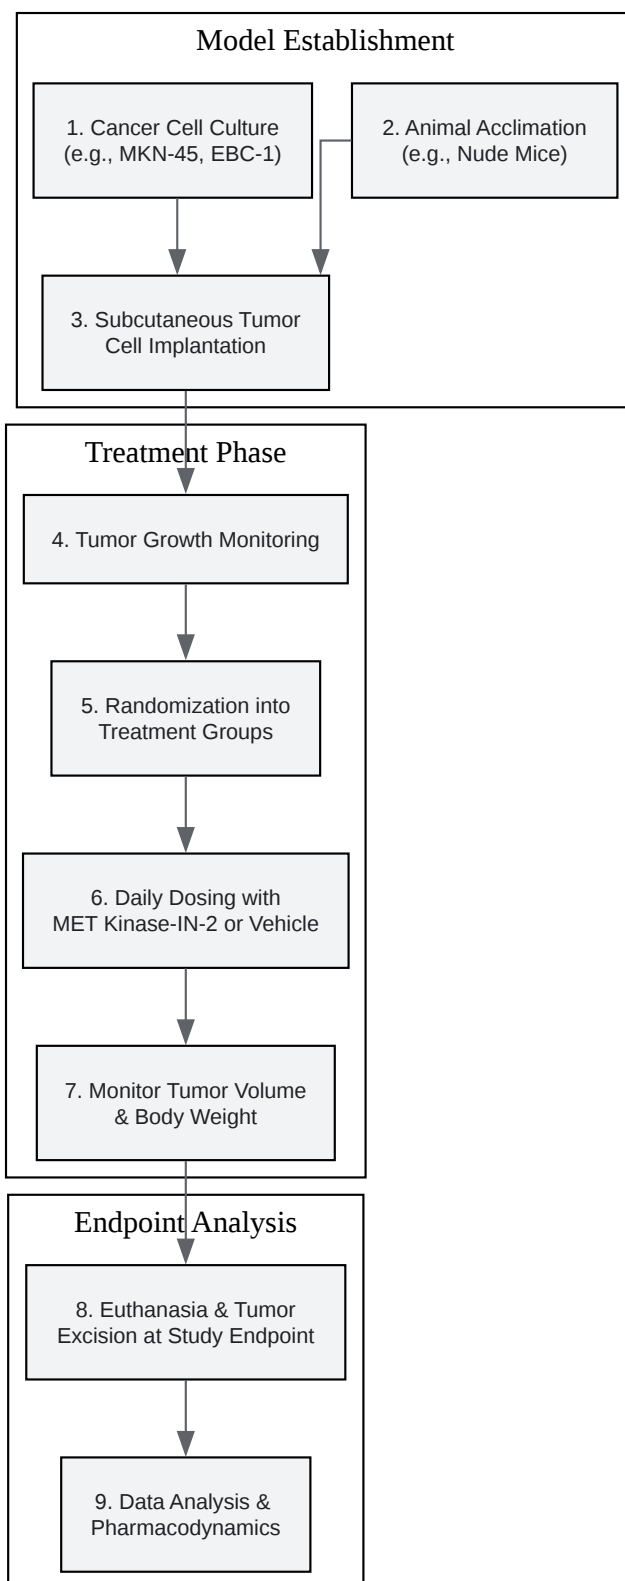 Model Establishment
1. Cancer Cell Culture
(e.g., MKN-45, EBC-1)
2. Animal Acclimation
(e.g., Nude Mice)
3. Subcutaneous Tumor
Cell Implantation
Treatment Phase
4. Tumor Growth Monitoring
5. Randomization into
Treatment Groups
6. Daily Dosing with
MET Kinase-IN-2 or Vehicle
7. Monitor Tumor Volume
& Body Weight
Endpoint Analysis
8. Euthanasia & Tumor
Excision at Study Endpoint
9. Data Analysis &
Pharmacodynamics